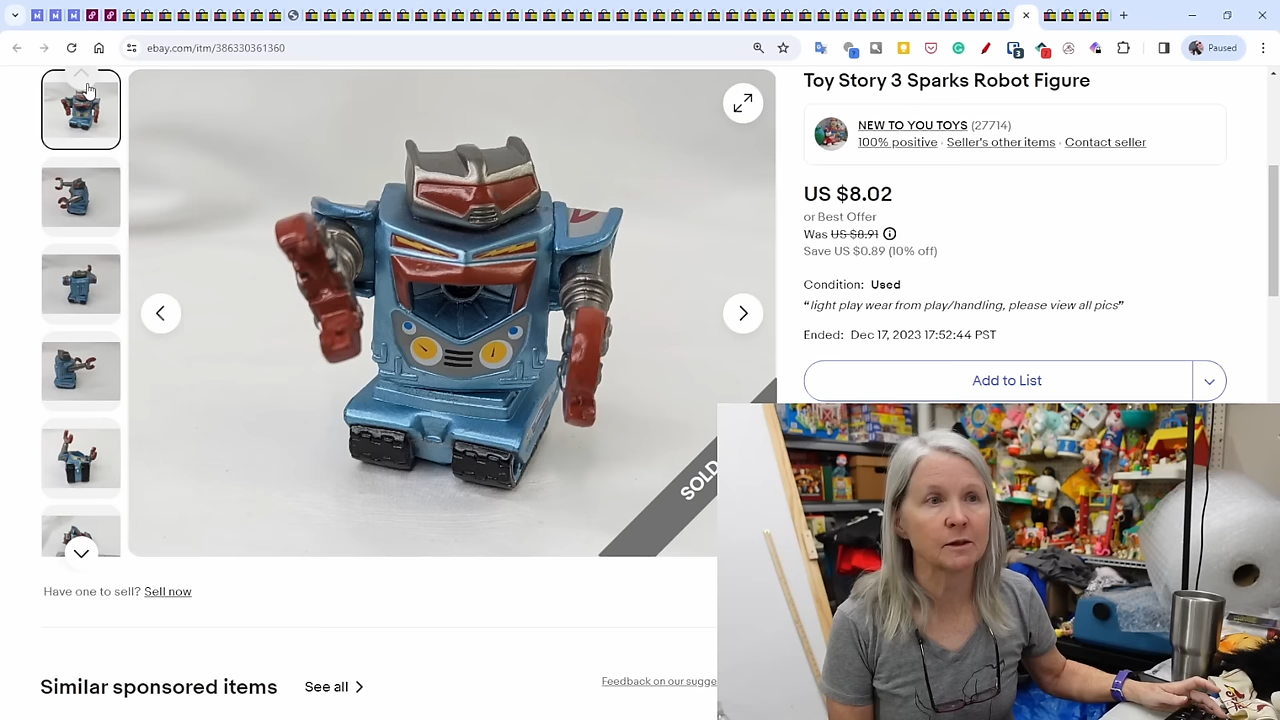 ebay.com/itm/386330361360
Paused
Toy Story 3 Sparks Robot Figure
NEW TO YOU TOYS (27714)
100% positive · Seller's other items · Contact seller
US $8.02
or Best Offer
Was US $8.91
Save US $0.89 (10% off)
Condition: Used
“light play wear from play/handling, please view all pics”
Ended: Dec 17, 2023 17:52:44 PST
Add to List
SOLD
Have one to sell? Sell now
Similar sponsored items See all
Feedback on our sugge